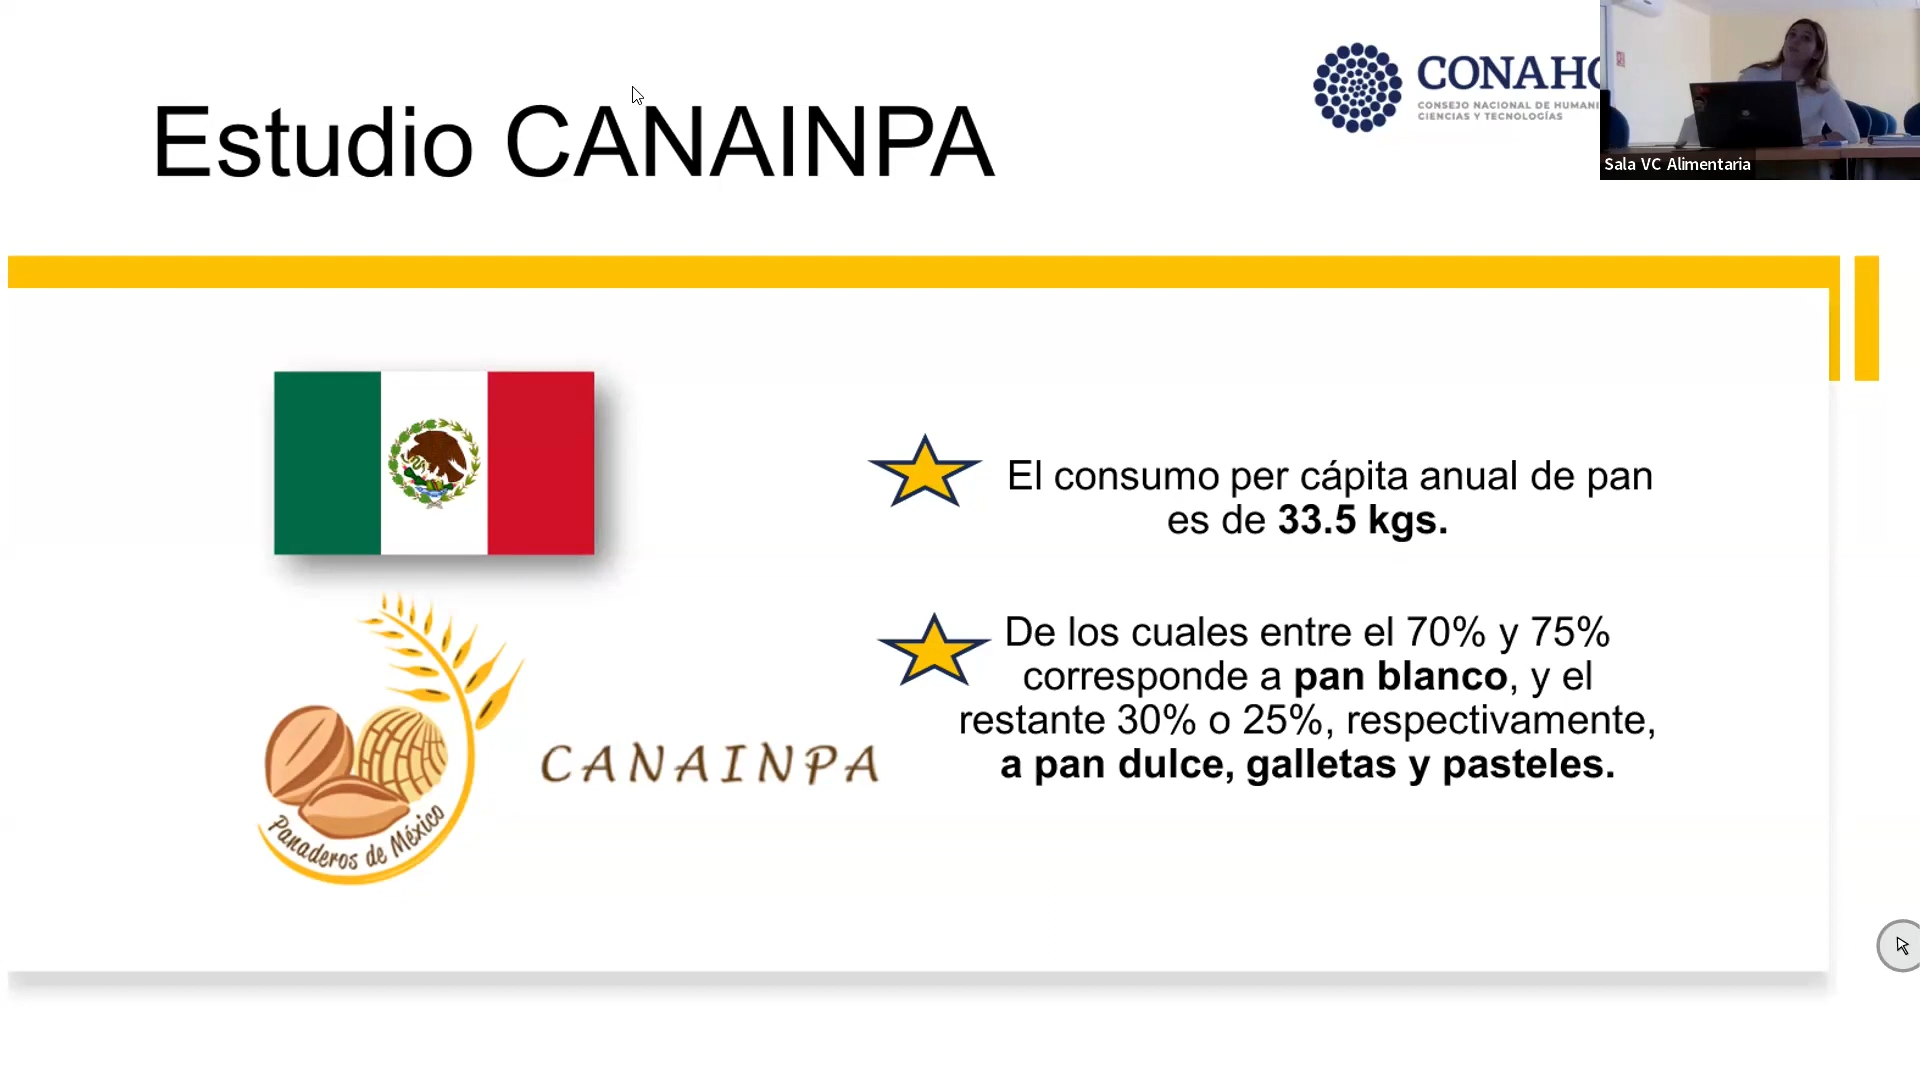 Estudio CANAINPA
CONAHC
CONSEJO NACIONAL DE HUMANI
CIENCIAS Y TECNOLOGÍAS
Sala VC Alimentaria
El consumo per cápita anual de pan
es de 33.5 kgs.
De los cuales entre el 70% y 75%
corresponde a pan blanco, y el
restante 30% o 25%, respectivamente,
a pan dulce, galletas y pasteles.
CANAINPA
Panaderos de México